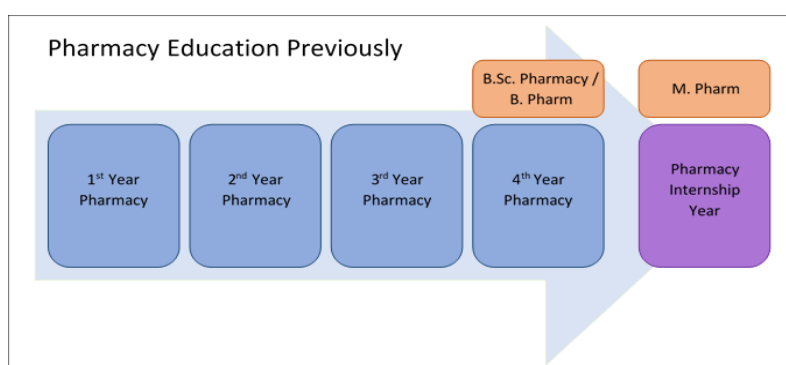 Pharmacy Education Previously
B.Sc. Pharmacy /
B. Pharm
M. Pharm
1st Year
Pharmacy
2nd Year
Pharmacy
3rd Year
Pharmacy
4th Year
Pharmacy
Pharmacy
Internship
Year